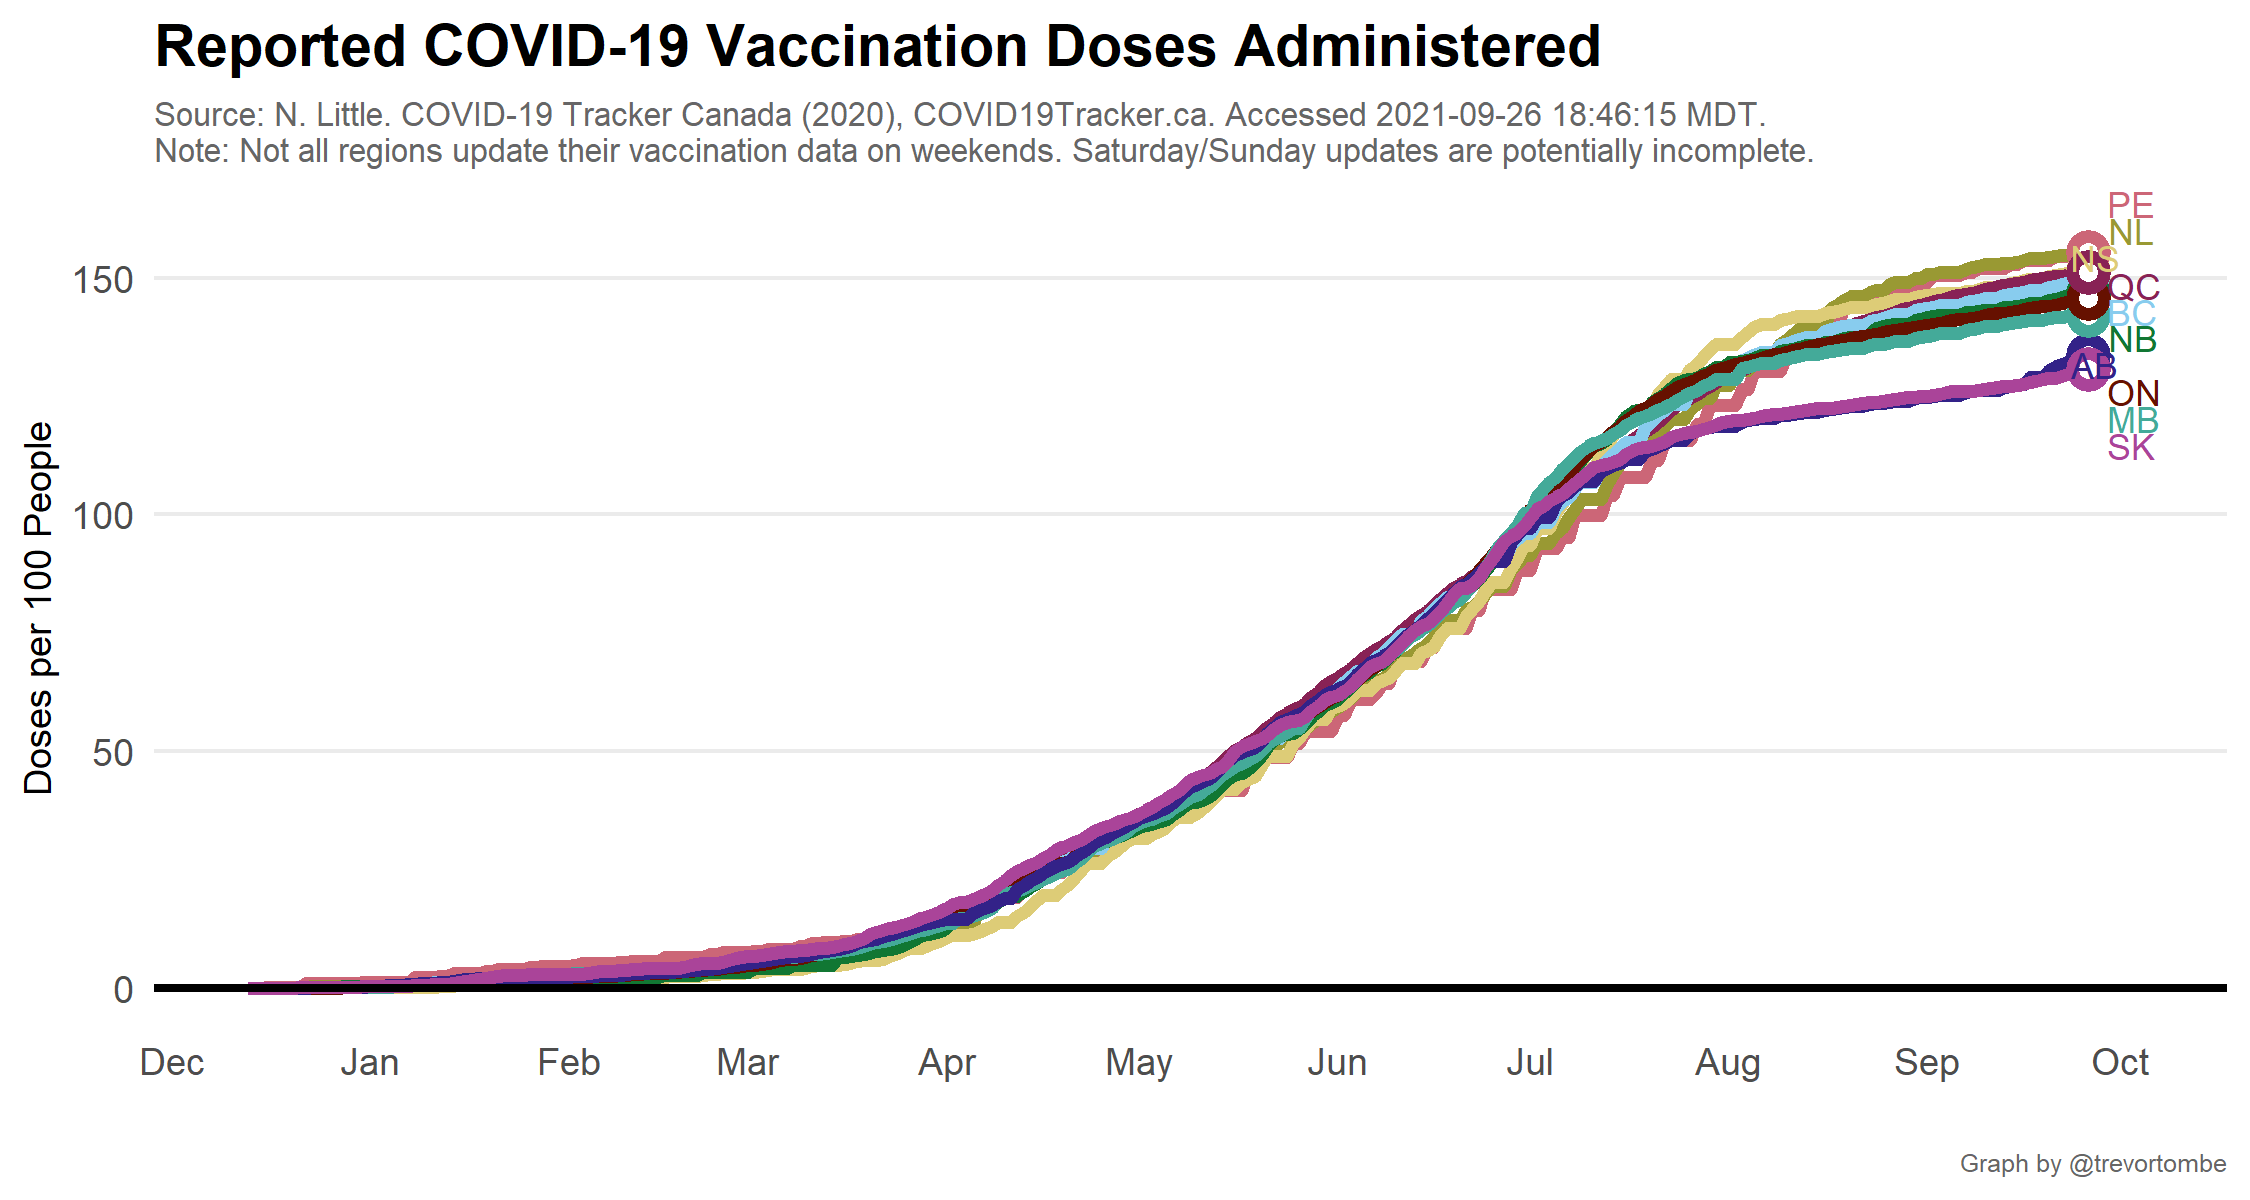 Reported COVID-19 Vaccination Doses Administered
Source: N. Little. COVID-19 Tracker Canada (2020), COVID19Tracker.ca. Accessed 2021-09-26 18:46:15 MDT.
Note: Not all regions update their vaccination data on weekends. Saturday/Sunday updates are potentially incomplete.
Doses per 100 People
150
100
50
0
PE
NL
NS
QC
BC
NB
AB
ON
MB
SK
Dec Jan Feb Mar Apr May Jun Jul Aug Sep Oct
Graph by @trevortombe